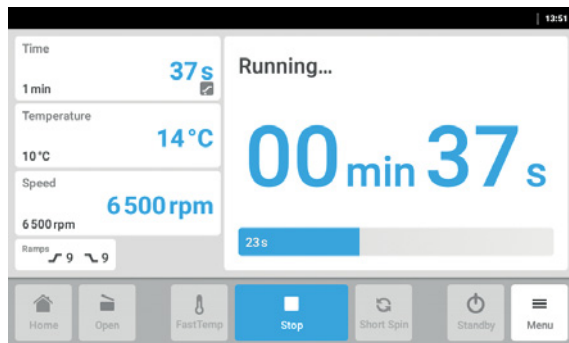 13:51
Time
37 s
1 min
Temperature
14 °C
10 °C
Speed
6 500 rpm
6 500 rpm
Ramps 9 9
Running...
00 min 37 s
23 s
Home
Open
FastTemp
Stop
Short Spin
Standby
Menu